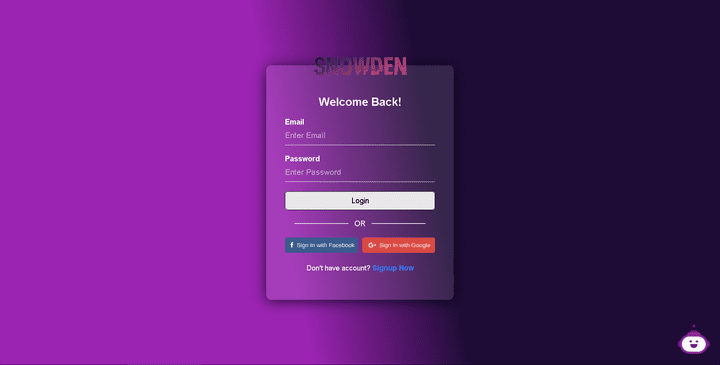 SNOWDEN
Welcome Back!
Email
Enter Email
Password
Enter Password
Login
OR
Sign In with Facebook
Sign In with Google
Don't have account? Signup Now